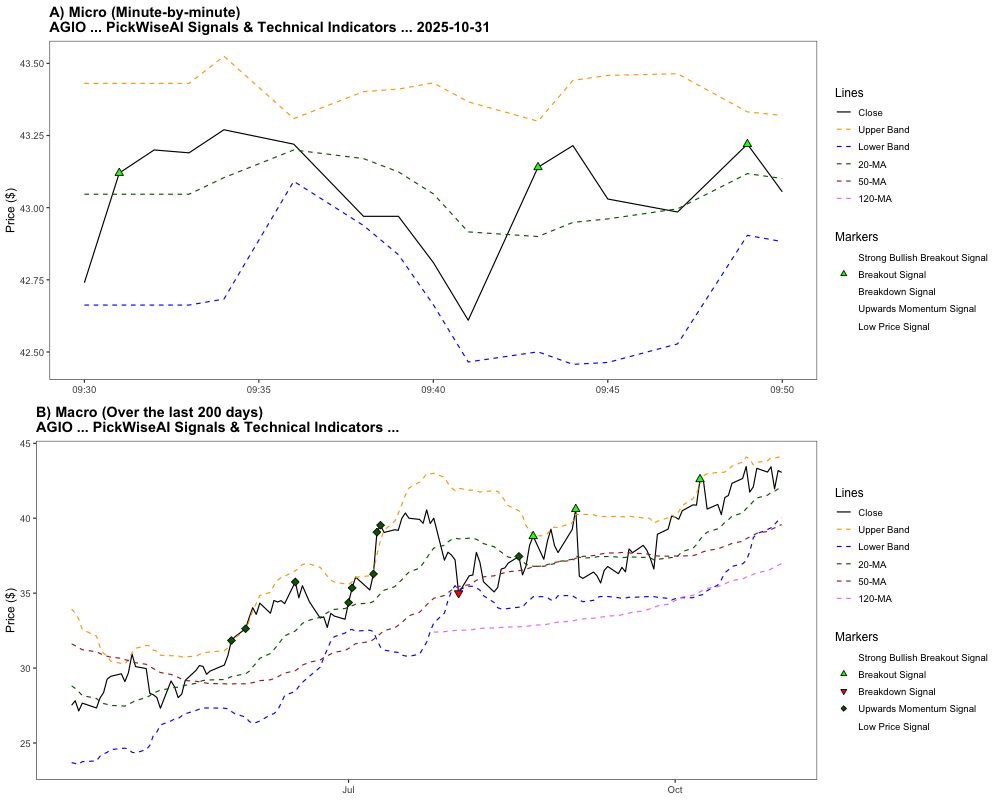 A) Micro (Minute-by-minute)
AGIO ... PickWiseAI Signals & Technical Indicators ... 2025-10-31
Price ($)
43.50
43.25
43.00
42.75
42.50
09:30
09:35
09:40
09:45
09:50
Lines
Close
Upper Band
Lower Band
20-MA
50-MA
120-MA
Markers
Strong Bullish Breakout Signal
Breakout Signal
Breakdown Signal
Upwards Momentum Signal
Low Price Signal
B) Macro (Over the last 200 days)
AGIO ... PickWiseAI Signals & Technical Indicators ...
Price ($)
45
40
35
30
25
Jul
Oct
Lines
Close
Upper Band
Lower Band
20-MA
50-MA
120-MA
Markers
Strong Bullish Breakout Signal
Breakout Signal
Breakdown Signal
Upwards Momentum Signal
Low Price Signal